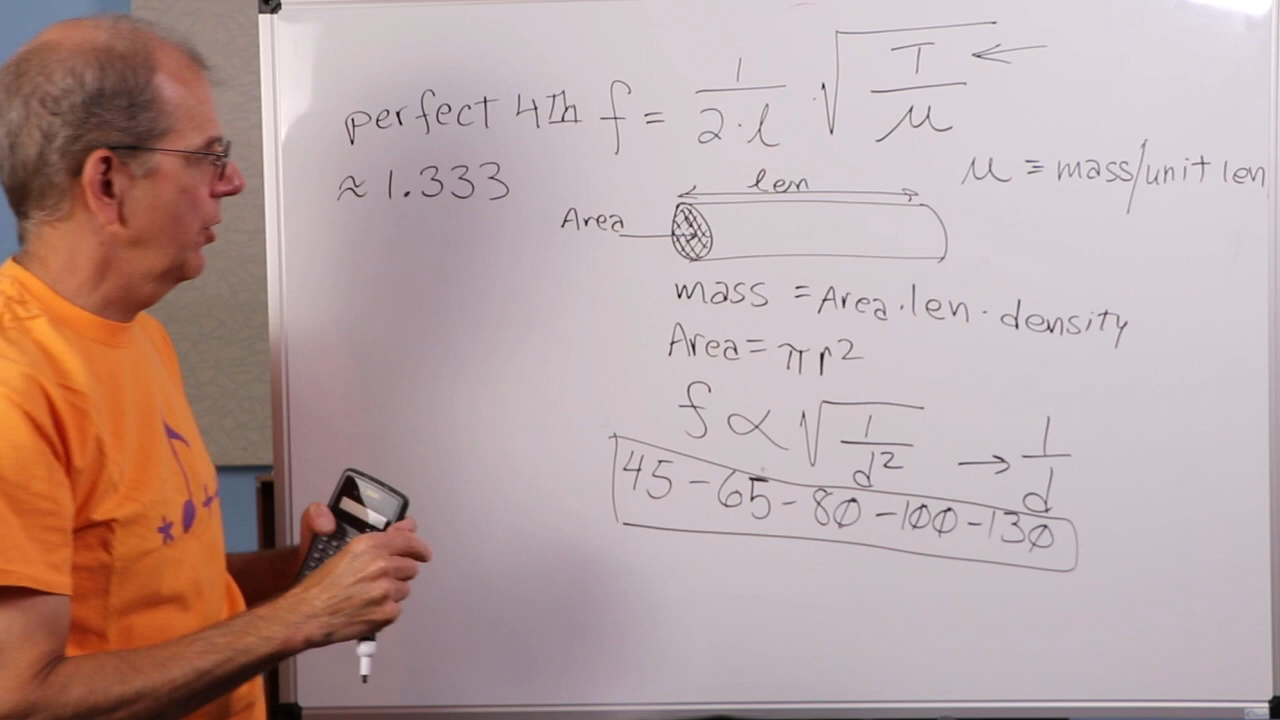 perfect 4th f = 1/2·l · √T/μ ←
≈ 1.333
μ ≡ mass/unit len
len
Area
mass = Area·len·density
Area = πr²
f ∝ √1/d² → 1/d
45-65-80-100-130